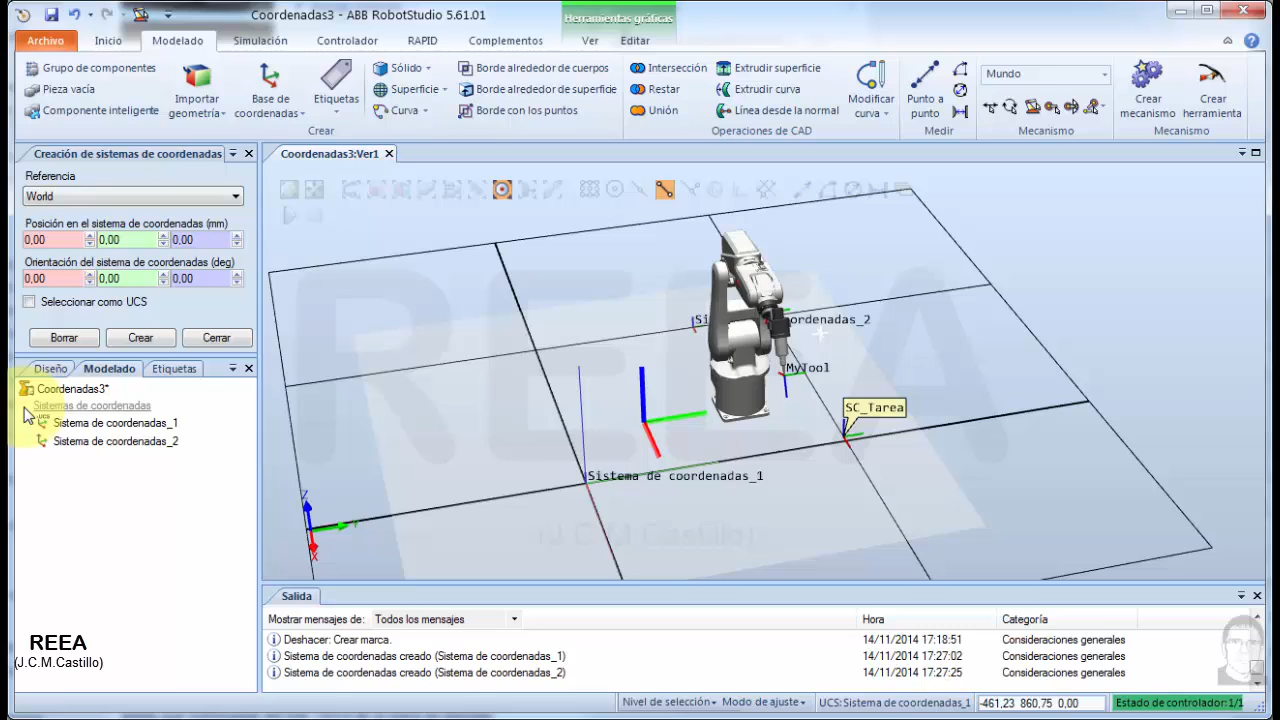 Coordenadas3 - ABB RobotStudio 5.61.01
Herramientas gráficas
Archivo Inicio Modelado Simulación Controlador RAPID Complementos Ver Editar
Grupo de componentes
Pieza vacía
Componente inteligente
Importar geometría
Base de coordenadas
Etiquetas
Sólido
Superficie
Curva
Borde alrededor de cuerpos
Borde alrededor de superficie
Borde con los puntos
Crear
Intersección
Restar
Unión
Extrudir superficie
Extrudir curva
Línea desde la normal
Modificar curva
Operaciones de CAD
Punto a punto
Medir
Mundo
Mecanismo
Crear mecanismo
Crear herramienta
Mecanismo
Creación de sistemas de coordenadas
Referencia
World
Posición en el sistema de coordenadas (mm)
0,00 0,00 0,00
Orientación del sistema de coordenadas (deg)
0,00 0,00 0,00
Seleccionar como UCS
Borrar Crear Cerrar
Diseño Modelado Etiquetas
Coordenadas3*
Sistemas de coordenadas
UCS
Sistema de coordenadas_1
Sistema de coordenadas_2
REEA
(J.C.M.Castillo)
Coordenadas3:Ver1
REEA
(J.C.M.Castillo)
Si oordenadas_2
MyTool
SC_Tarea
Sistema de coordenadas_1
Z
Y
X
Salida
Mostrar mensajes de: Todos los mensajes Hora Categoría
Deshacer: Crear marca. 14/11/2014 17:18:51 Consideraciones generales
Sistema de coordenadas creado (Sistema de coordenadas_1) 14/11/2014 17:27:02 Consideraciones generales
Sistema de coordenadas creado (Sistema de coordenadas_2) 14/11/2014 17:27:25 Consideraciones generales
Nivel de selección Modo de ajuste UCS: Sistema de coordenadas_1 -461,23 860,75 0,00 Estado de controlador: 1/1